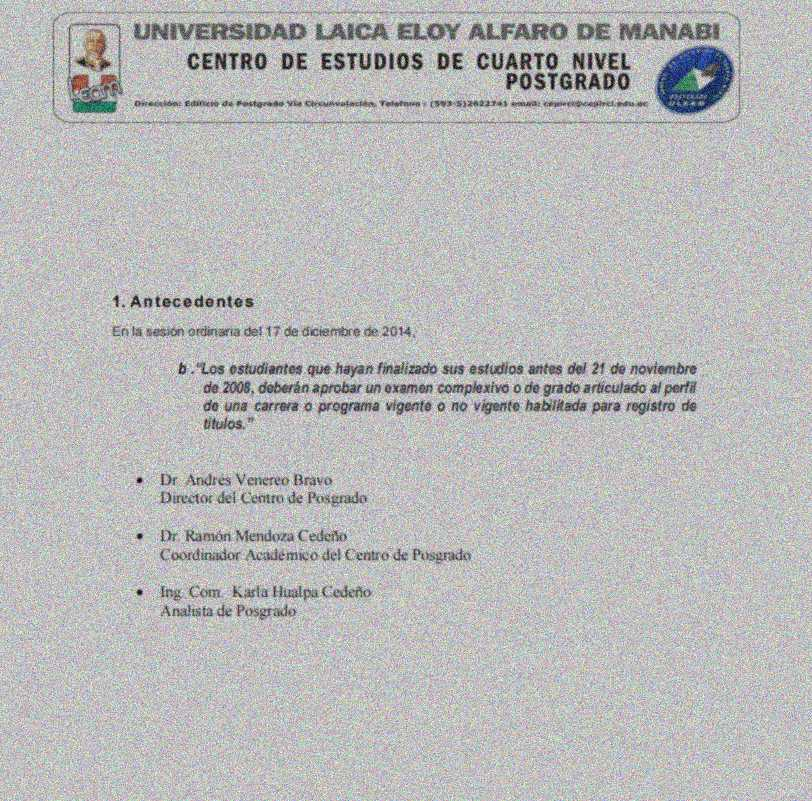 UNIVERSIDAD LAICA ELOY ALFARO DE MANABI
CENTRO DE ESTUDIOS DE CUARTO NIVEL
POSTGRADO
Dirección: Edificio de Postgrado Vía Circunvalación, Telefono : (593-5)2622741 email: cepirci@cepirci.edu.ec
1. Antecedentes
En la sesión ordinaria del 17 de diciembre de 2014,
b ."Los estudiantes que hayan finalizado sus estudios antes del 21 de noviembre
de 2008, deberán aprobar un examen complexivo o de grado articulado al perfil
de una carrera o programa vigente o no vigente habilitada para registro de
títulos."
• Dr. Andrés Venereo Bravo
Director del Centro de Posgrado
• Dr. Ramón Mendoza Cedeño
Coordinador Académico del Centro de Posgrado
• Ing. Com. Karla Hualpa Cedeño
Analista de Posgrado